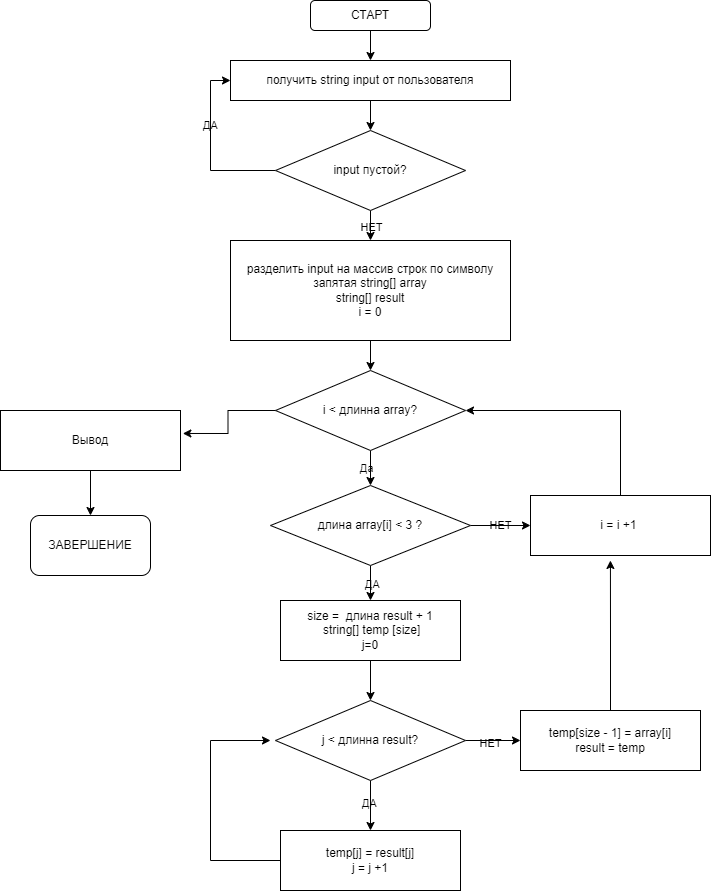 СТАРТ
получить string input от пользователя
ДА
input пустой?
НЕТ
разделить input на массив строк по символу
запятая string[] array
string[] result
i = 0
i < длинна array?
Вывод
Да
ЗАВЕРШЕНИЕ
длина array[i] < 3 ?
НЕТ
i = i +1
ДА
size = длина result + 1
string[] temp [size]
j=0
j < длинна result?
НЕТ
temp[size - 1] = array[i]
result = temp
ДА
temp[j] = result[j]
j = j +1